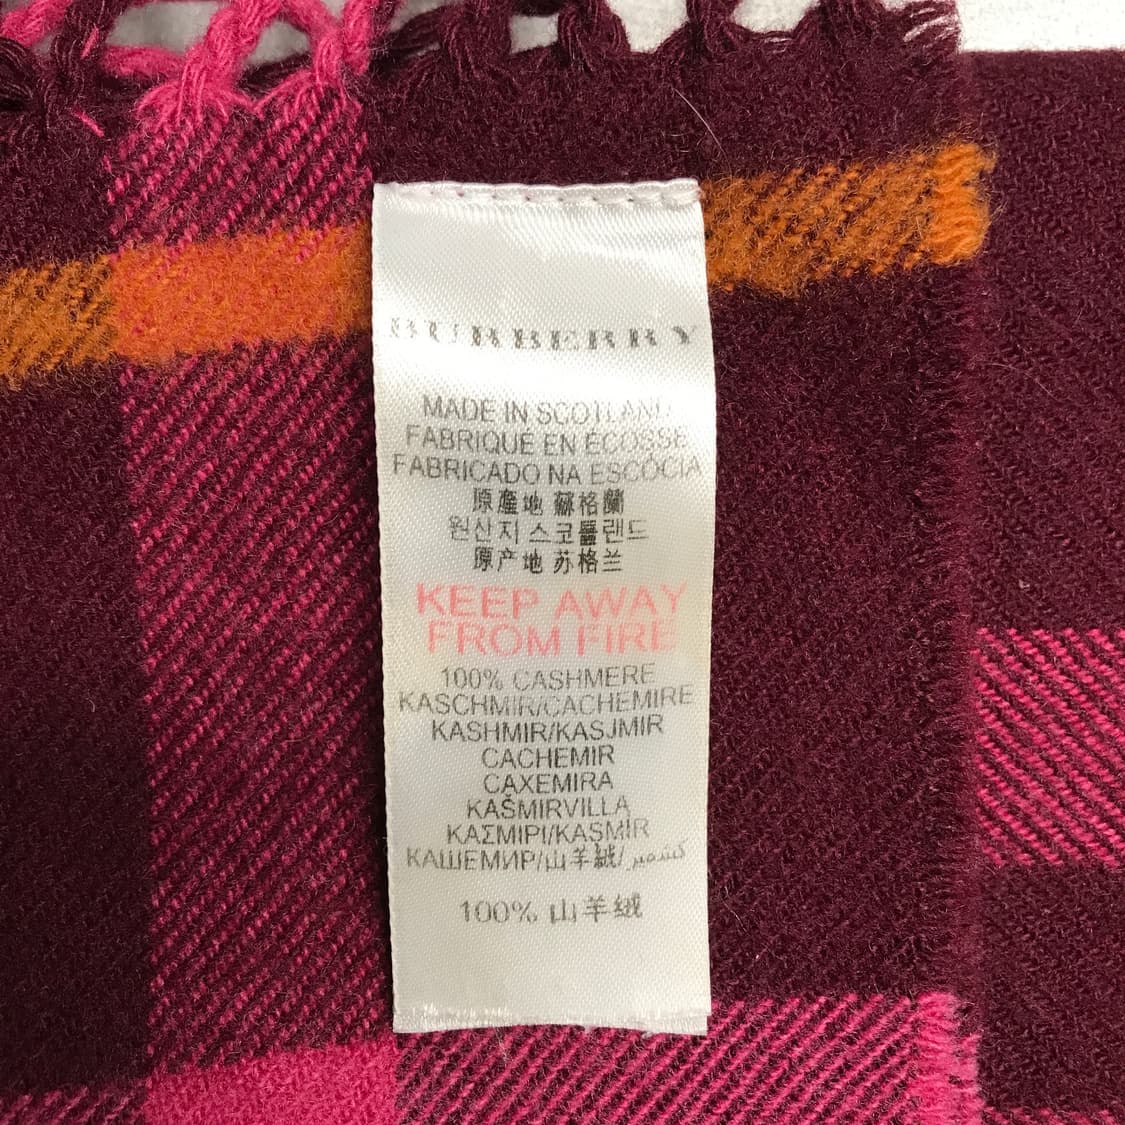 BURBERRY
MADE IN SCOTLAND
FABRIQUÉ EN ÉCOSSE
FABRICADO NA ESCÓCIA
原產地 蘇格蘭
원산지 스코틀랜드
原产地 苏格兰
KEEP AWAY
FROM FIRE
100% CASHMERE
KASCHMIR/CACHEMIRE
KASHMIR/KASJMIR
CACHEMIR
CAXEMIRA
KAŠMIRVILLA
ΚΑΣΜΙΡΙ/KAŞMİR
КАШЕМИР/山羊絨/كشمير
100% 山羊绒